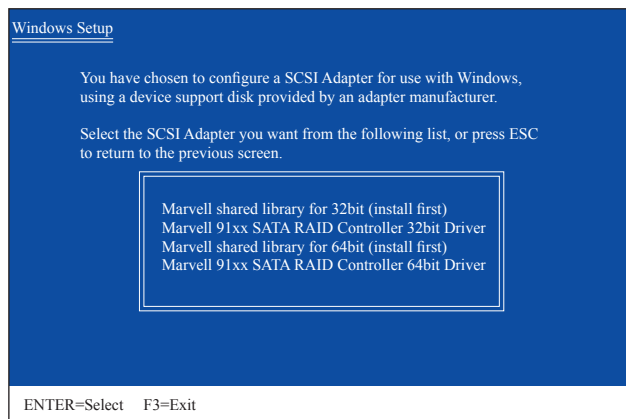 Windows Setup
You have chosen to configure a SCSI Adapter for use with Windows,
using a device support disk provided by an adapter manufacturer.
Select the SCSI Adapter you want from the following list, or press ESC
to return to the previous screen.
Marvell shared library for 32bit (install first)
Marvell 91xx SATA RAID Controller 32bit Driver
Marvell shared library for 64bit (install first)
Marvell 91xx SATA RAID Controller 64bit Driver
ENTER=Select F3=Exit